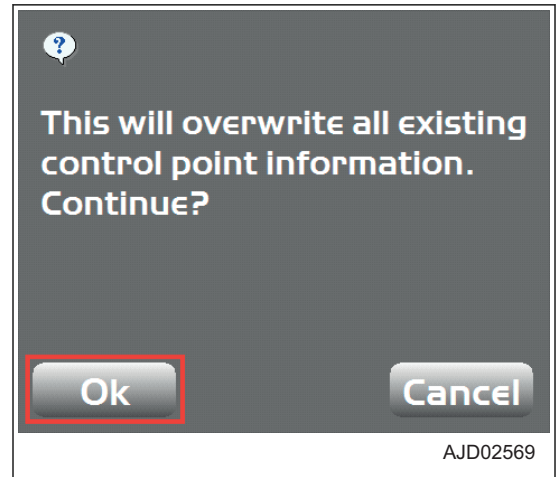 ?
This will overwrite all existing
control point information.
Continue?
Ok
Cancel
AJD02569